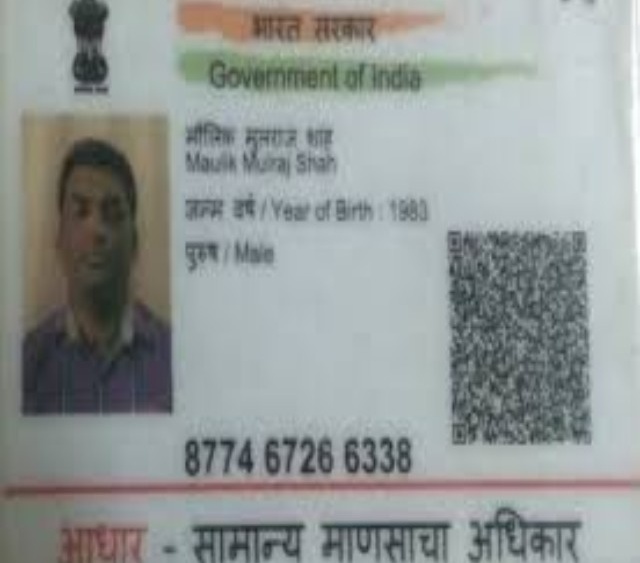 भारत सरकार
Government of India
मौलिक मुलराज शाह
Maulik Mulraj Shah
जन्म वर्ष / Year of Birth : 1983
पुरुष / Male
8774 6726 6338
आधार - सामान्य माणसाचा अधिकार